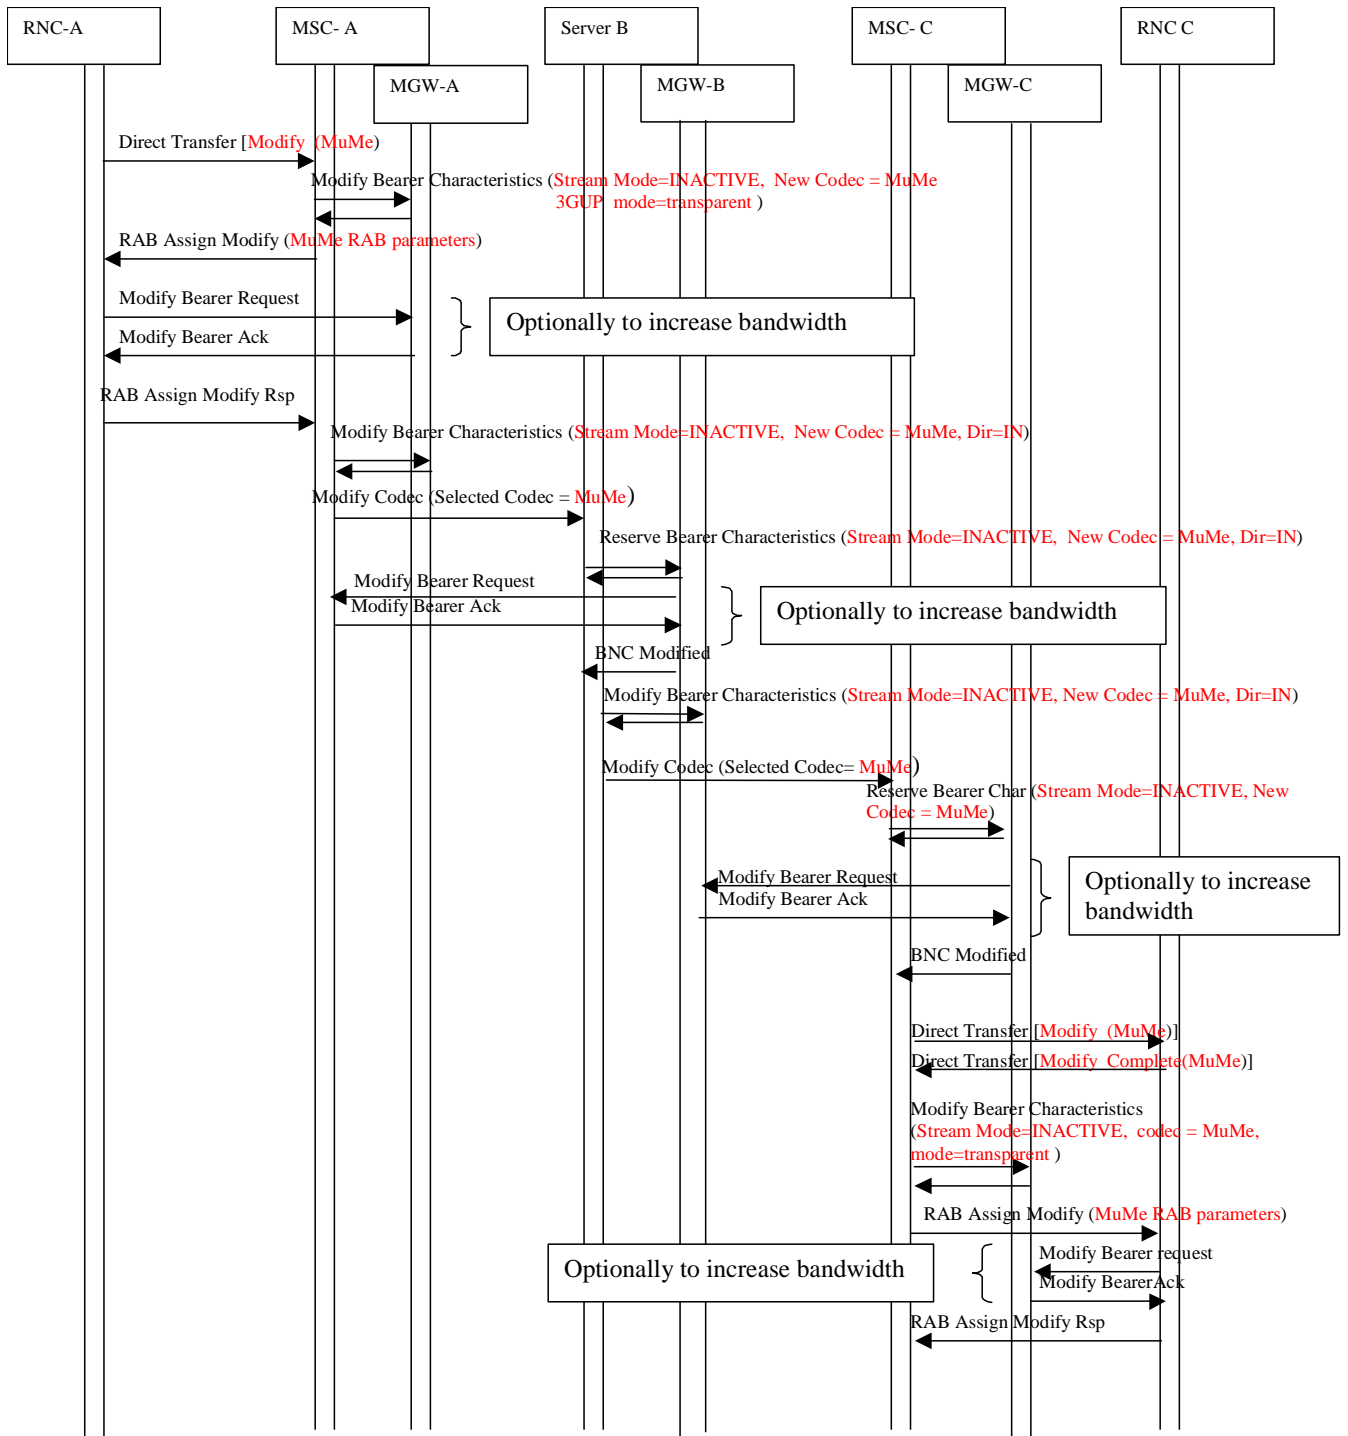 RNC-A
MSC- A
Server B
MSC- C
RNC C
MGW-A
MGW-B
MGW-C
Direct Transfer [Modify (MuMe)
Modify Bearer Characteristics (Stream Mode=INACTIVE, New Codec = MuMe
3GUP mode=transparent )
RAB Assign Modify (MuMe RAB parameters)
Modify Bearer Request
Optionally to increase bandwidth
Modify Bearer Ack
RAB Assign Modify Rsp
Modify Bearer Characteristics (Stream Mode=INACTIVE, New Codec = MuMe, Dir=IN)
Modify Codec (Selected Codec = MuMe)
Reserve Bearer Characteristics (Stream Mode=INACTIVE, New Codec = MuMe, Dir=IN)
Modify Bearer Request
Modify Bearer Ack
Optionally to increase bandwidth
BNC Modified
Modify Bearer Characteristics (Stream Mode=INACTIVE, New Codec = MuMe, Dir=IN)
Modify Codec (Selected Codec= MuMe)
Reserve Bearer Char (Stream Mode=INACTIVE, New
Codec = MuMe)
Modify Bearer Request
Modify Bearer Ack
Optionally to increase
bandwidth
BNC Modified
Direct Transfer [Modify (MuMe)]
Direct Transfer [Modify Complete(MuMe)]
Modify Bearer Characteristics
(Stream Mode=INACTIVE, codec = MuMe,
mode=transparent )
RAB Assign Modify (MuMe RAB parameters)
Optionally to increase bandwidth
Modify Bearer request
Modify BearerAck
RAB Assign Modify Rsp